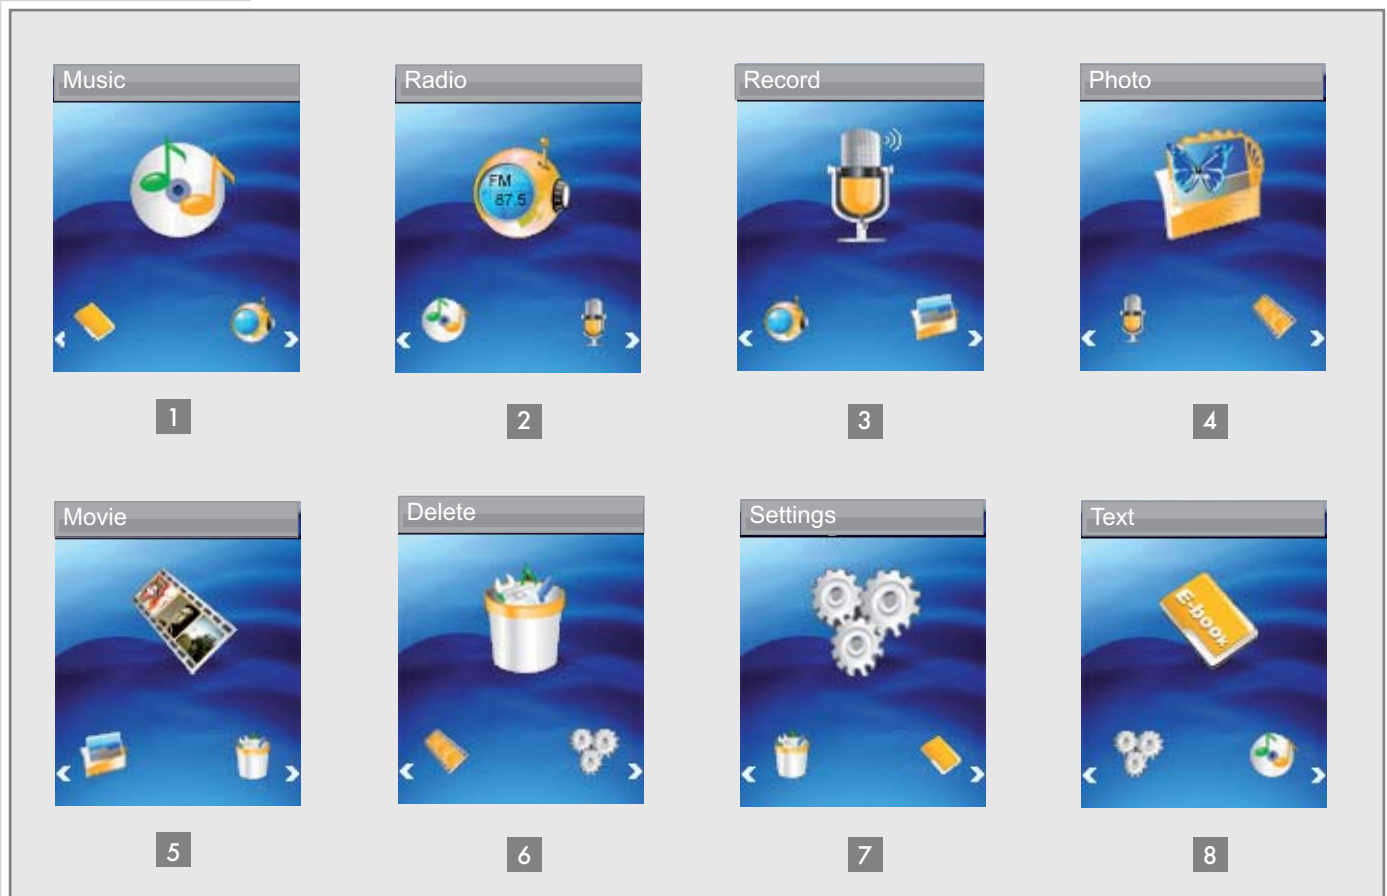 Music
Radio
Record
Photo
FM
87.5
1
2
3
4
Movie
Delete
Settings
Text
E-book
5
6
7
8